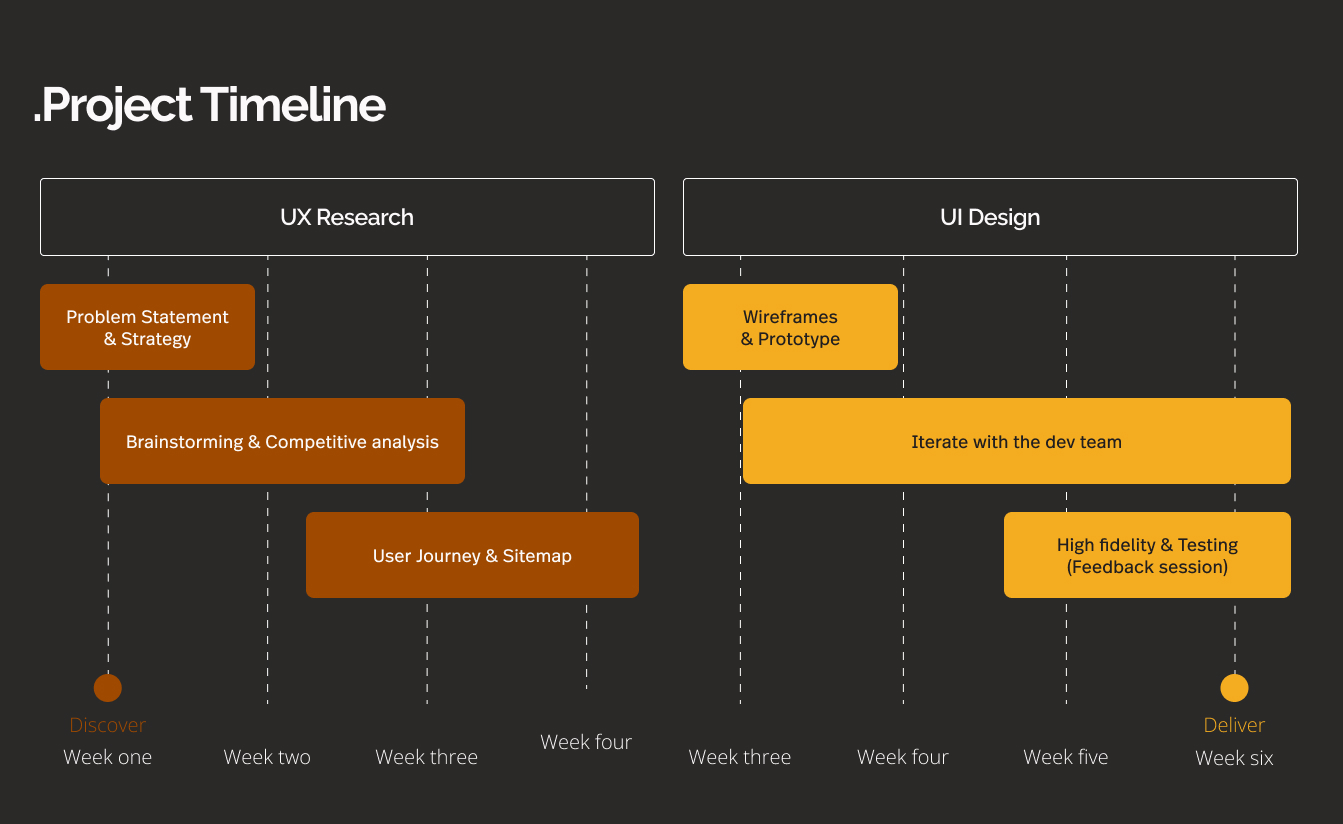 .Project Timeline
UX Research
UI Design
Problem Statement
& Strategy
Wireframes
& Prototype
Brainstorming & Competitive analysis
Iterate with the dev team
User Journey & Sitemap
High fidelity & Testing
(Feedback session)
Discover
Deliver
Week one
Week two
Week three
Week four
Week three
Week four
Week five
Week six